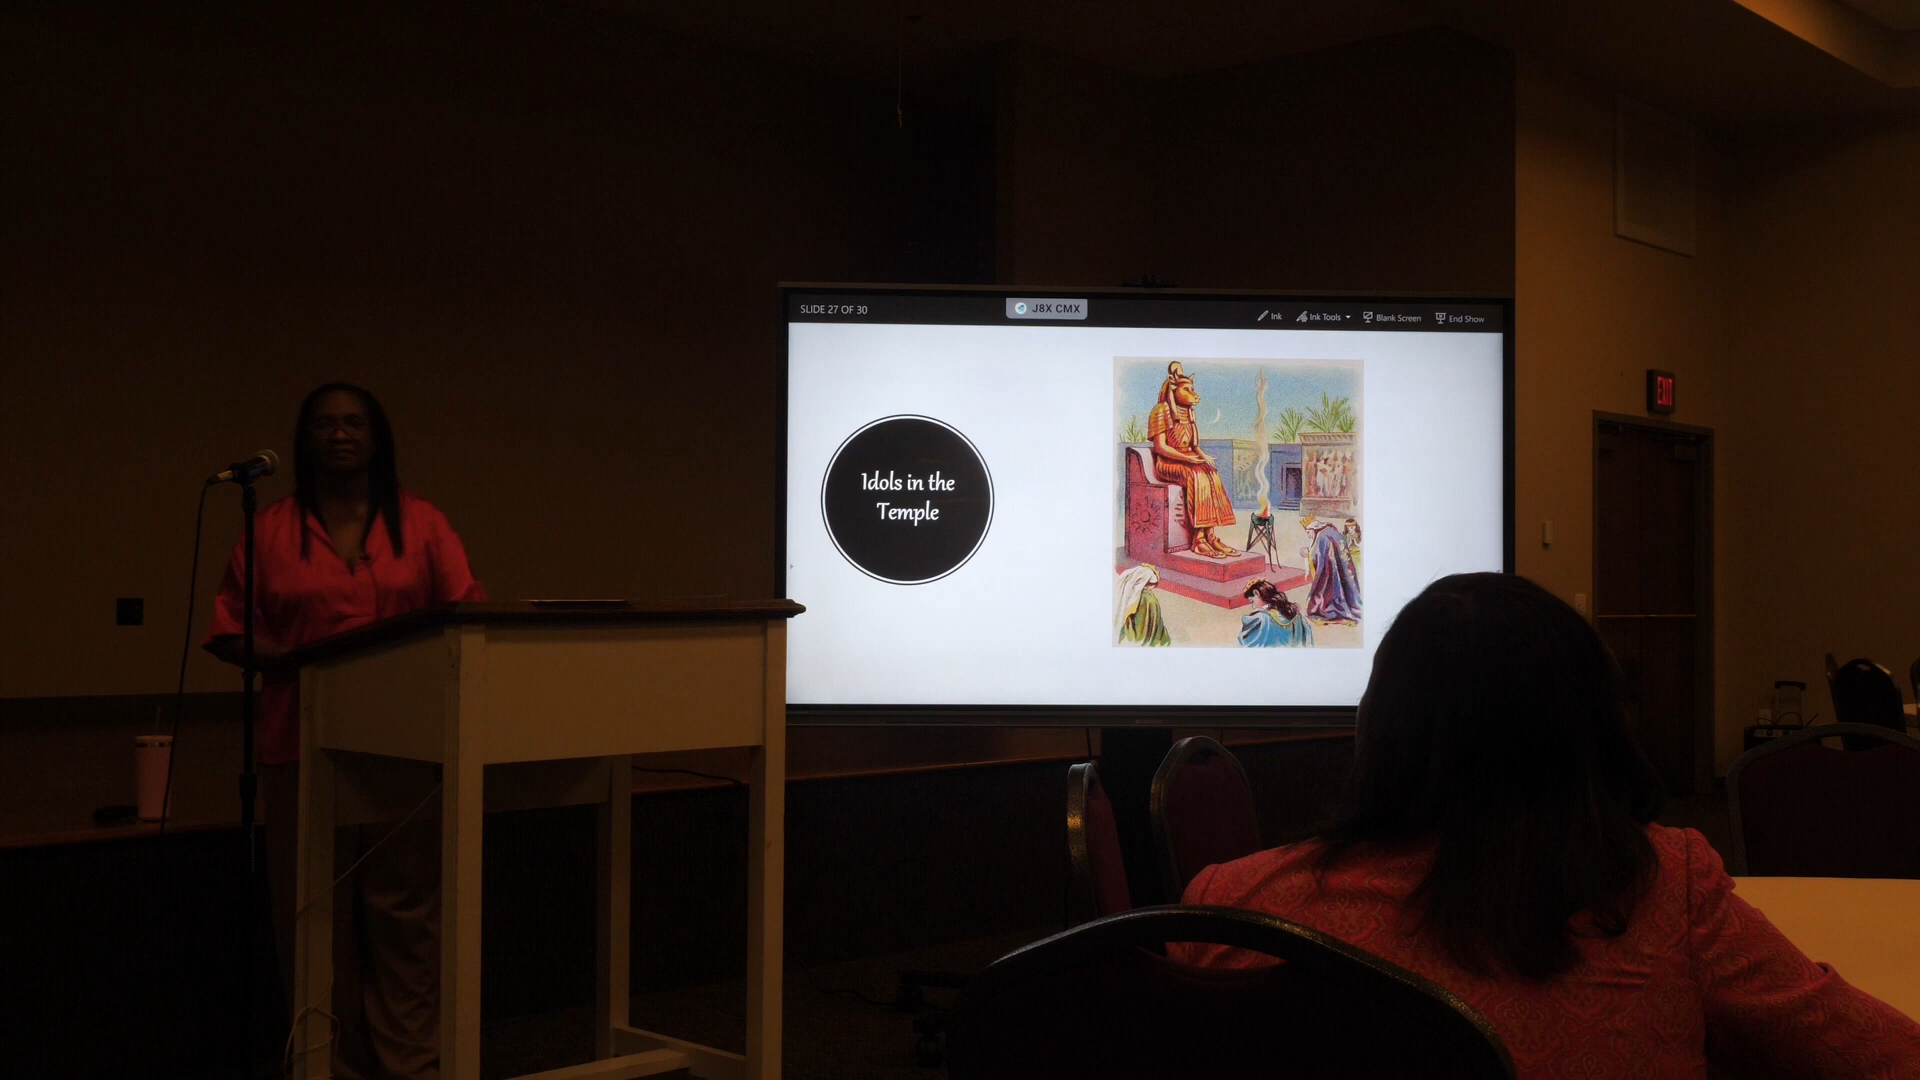 SLIDE 27 OF 30
J8X CMX
Ink
Ink Tools
Blank Screen
End Show
Idols in the
Temple
EXIT